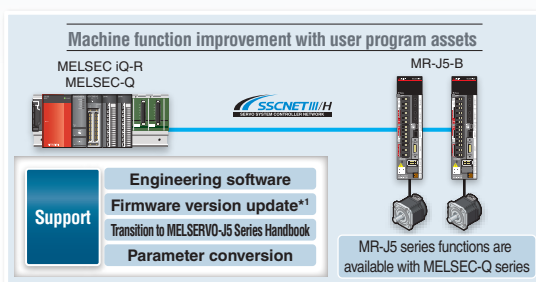 Machine function improvement with user program assets
MELSEC iQ-R
MELSEC-Q
MR-J5-B
SSCNETIII/H
SERVO SYSTEM CONTROLLER NETWORK
Support
Engineering software
Firmware version update*1
Transition to MELSERVO-J5 Series Handbook
Parameter conversion
MR-J5 series functions are
available with MELSEC-Q series